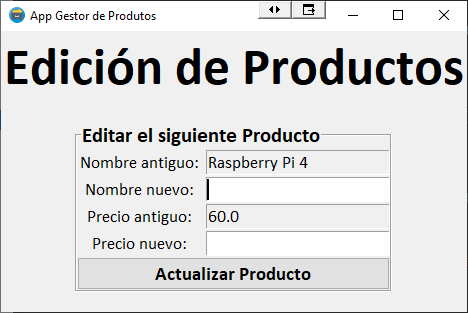 App Gestor de Produtos
Edición de Productos
Editar el siguiente Producto
Nombre antiguo: Raspberry Pi 4
Nombre nuevo:
Precio antiguo: 60.0
Precio nuevo:
Actualizar Producto